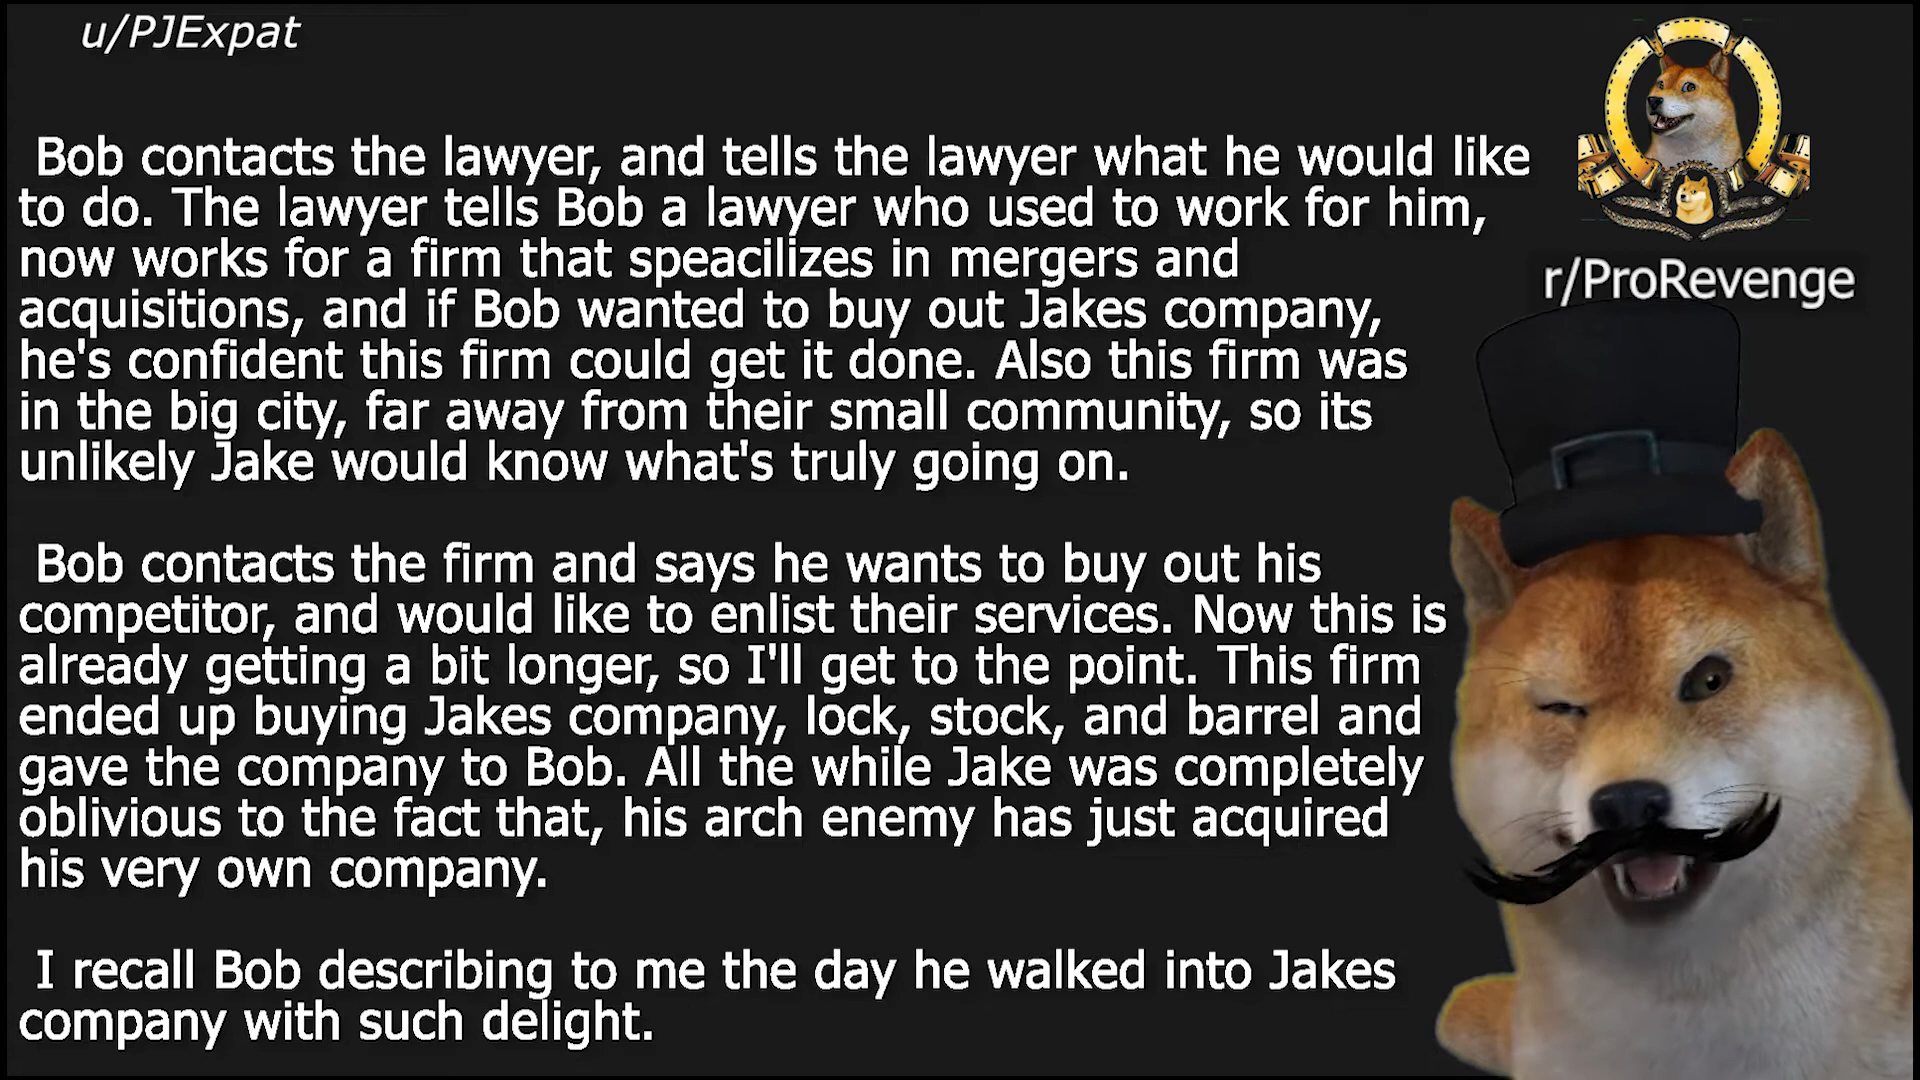 u/PJExpat
r/ProRevenge
Bob contacts the lawyer, and tells the lawyer what he would like
to do. The lawyer tells Bob a lawyer who used to work for him,
now works for a firm that speacilizes in mergers and
acquisitions, and if Bob wanted to buy out Jakes company,
he's confident this firm could get it done. Also this firm was
in the big city, far away from their small community, so its
unlikely Jake would know what's truly going on.
Bob contacts the firm and says he wants to buy out his
competitor, and would like to enlist their services. Now this is
already getting a bit longer, so I'll get to the point. This firm
ended up buying Jakes company, lock, stock, and barrel and
gave the company to Bob. All the while Jake was completely
oblivious to the fact that, his arch enemy has just acquired
his very own company.
I recall Bob describing to me the day he walked into Jakes
company with such delight.